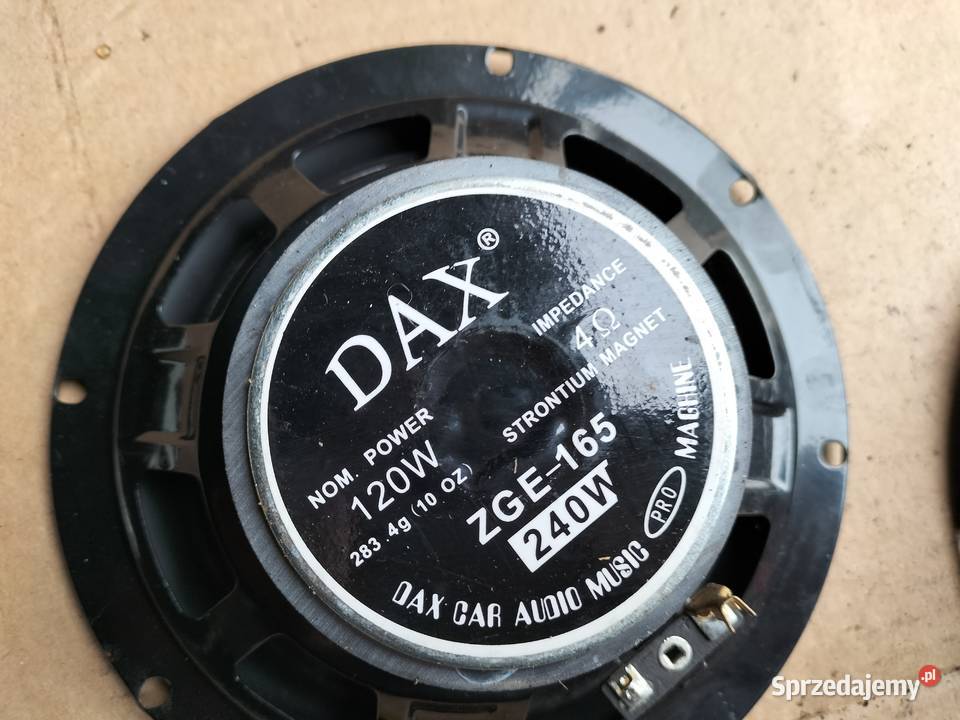 DAX®
IMPEDANCE
4Ω
NOM. POWER
120W
STRONTIUM MAGNET
283.4g (10 OZ)
ZGE-165
240W
DAX CAR AUDIO MUSIC PRO MACHINE
Sprzedajemy.pl